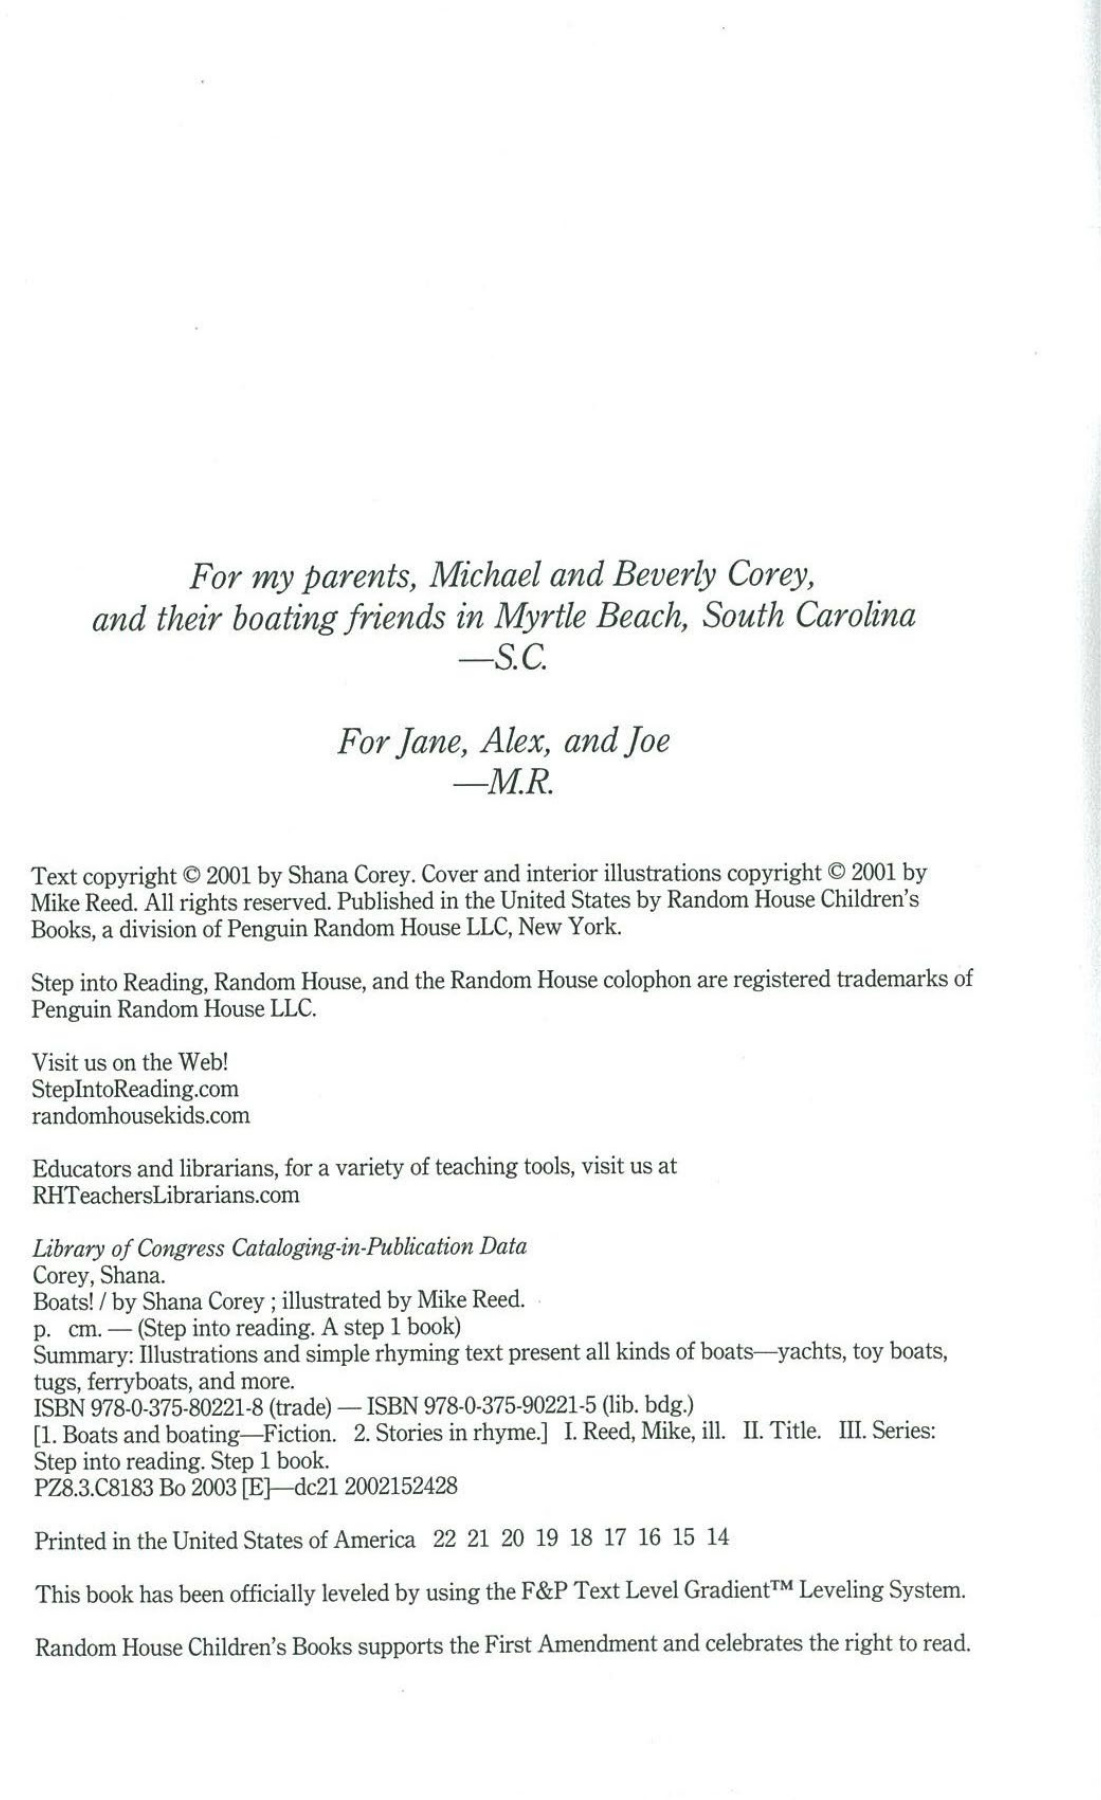 For my parents, Michael and Beverly Corey,
and their boating friends in Myrtle Beach, South Carolina
—S.C.
For Jane, Alex, and Joe
—M.R.
Text copyright © 2001 by Shana Corey. Cover and interior illustrations copyright © 2001 by
Mike Reed. All rights reserved. Published in the United States by Random House Children's
Books, a division of Penguin Random House LLC, New York.
Step into Reading, Random House, and the Random House colophon are registered trademarks of
Penguin Random House LLC.
Visit us on the Web!
StepIntoReading.com
randomhousekids.com
Educators and librarians, for a variety of teaching tools, visit us at
RHTeachersLibrarians.com
Library of Congress Cataloging-in-Publication Data
Corey, Shana.
Boats! / by Shana Corey ; illustrated by Mike Reed.
p. cm. — (Step into reading. A step 1 book)
Summary: Illustrations and simple rhyming text present all kinds of boats—yachts, toy boats,
tugs, ferryboats, and more.
ISBN 978-0-375-80221-8 (trade) — ISBN 978-0-375-90221-5 (lib. bdg.)
[1. Boats and boating—Fiction. 2. Stories in rhyme.] I. Reed, Mike, ill. II. Title. III. Series:
Step into reading. Step 1 book.
PZ8.3.C8183 Bo 2003 [E]—dc21 2002152428
Printed in the United States of America 22 21 20 19 18 17 16 15 14
This book has been officially leveled by using the F&P Text Level Gradient™ Leveling System.
Random House Children's Books supports the First Amendment and celebrates the right to read.